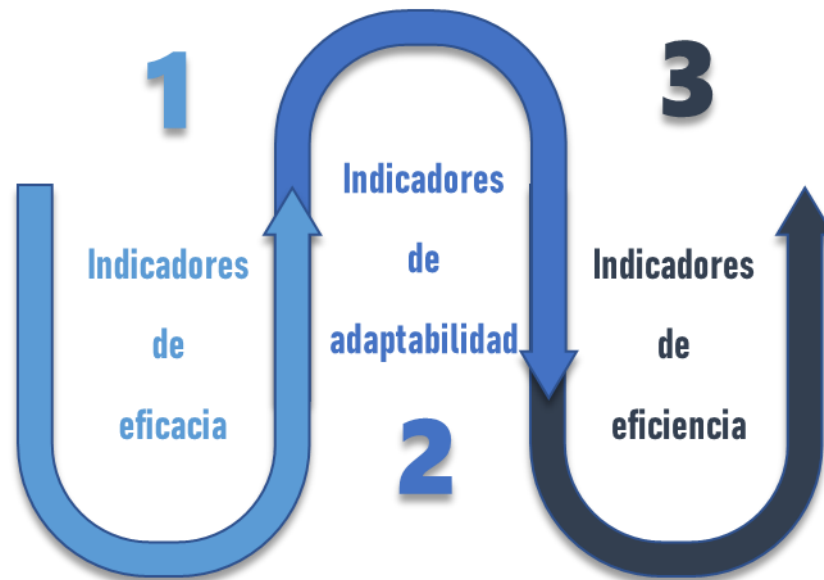 1
Indicadores
de
eficacia
Indicadores
de
adaptabilidad
2
3
Indicadores
de
eficiencia